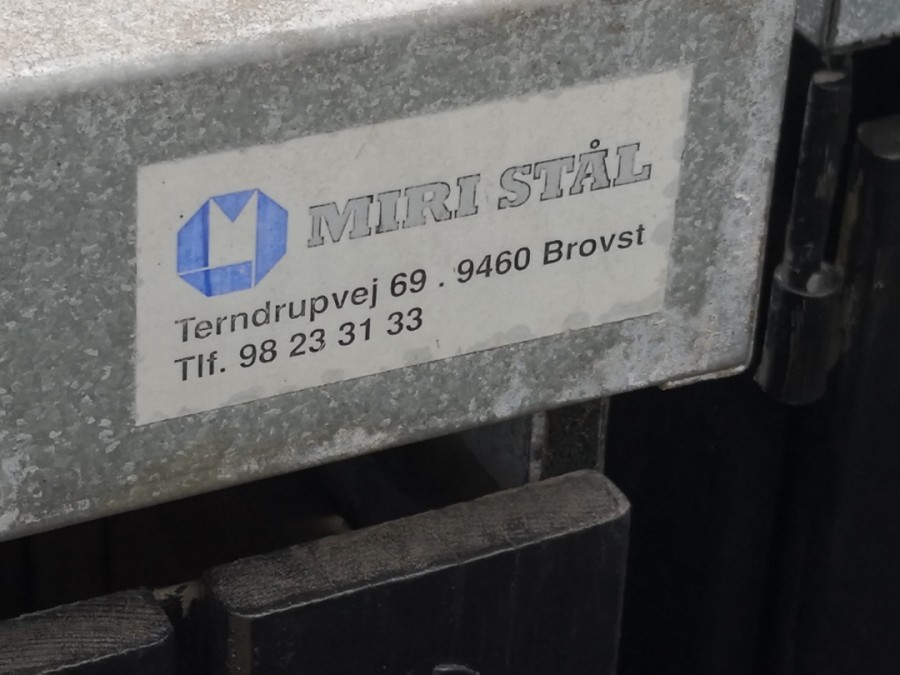 MIRI STÅL
Terndrupvej 69 . 9460 Brovst
Tlf. 98 23 31 33